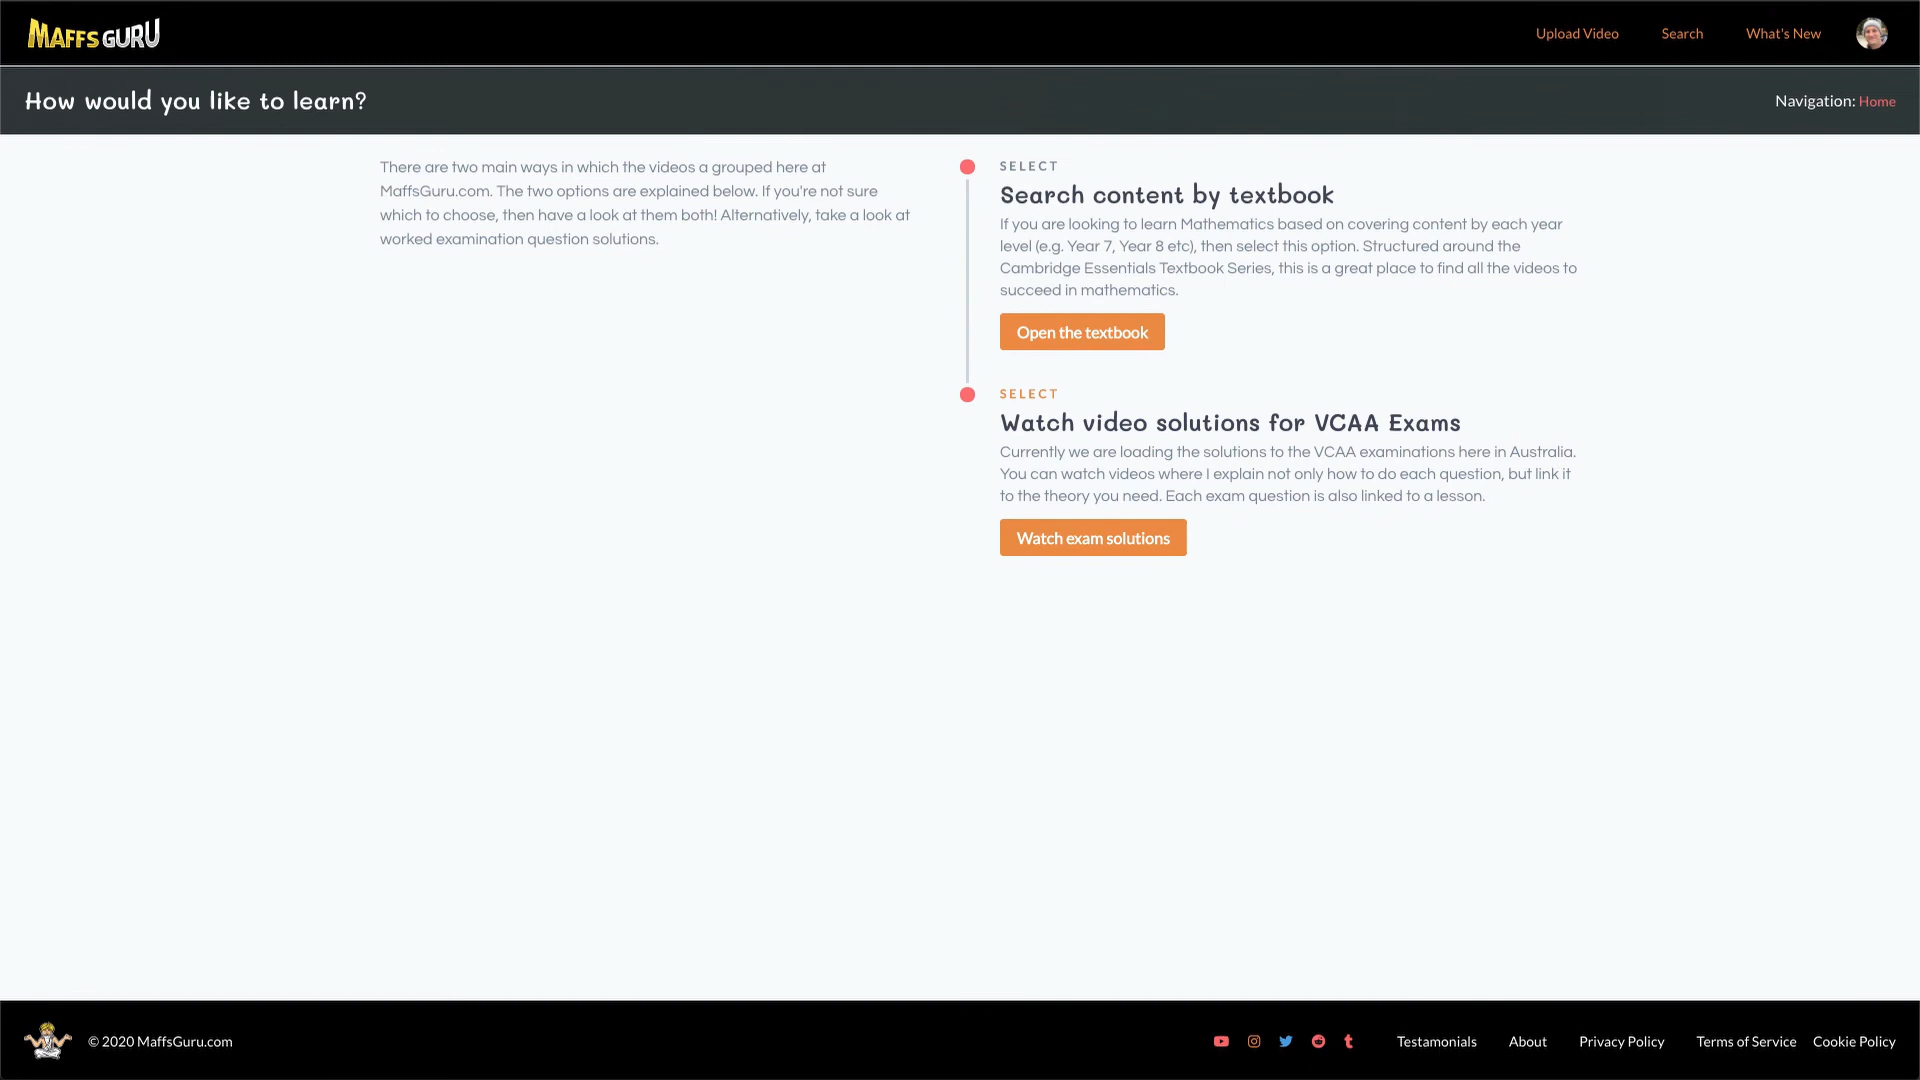 MAFFS GURU
Upload Video
Search
What's New
How would you like to learn?
Navigation: Home
There are two main ways in which the videos a grouped here at
MaffsGuru.com. The two options are explained below. If you're not sure
which to choose, then have a look at them both! Alternatively, take a look at
worked examination question solutions.
SELECT
Search content by textbook
If you are looking to learn Mathematics based on covering content by each year
level (e.g. Year 7, Year 8 etc), then select this option. Structured around the
Cambridge Essentials Textbook Series, this is a great place to find all the videos to
succeed in mathematics.
Open the textbook
SELECT
Watch video solutions for VCAA Exams
Currently we are loading the solutions to the VCAA examinations here in Australia.
You can watch videos where I explain not only how to do each question, but link it
to the theory you need. Each exam question is also linked to a lesson.
Watch exam solutions
© 2020 MaffsGuru.com
Testamonials
About
Privacy Policy
Terms of Service
Cookie Policy